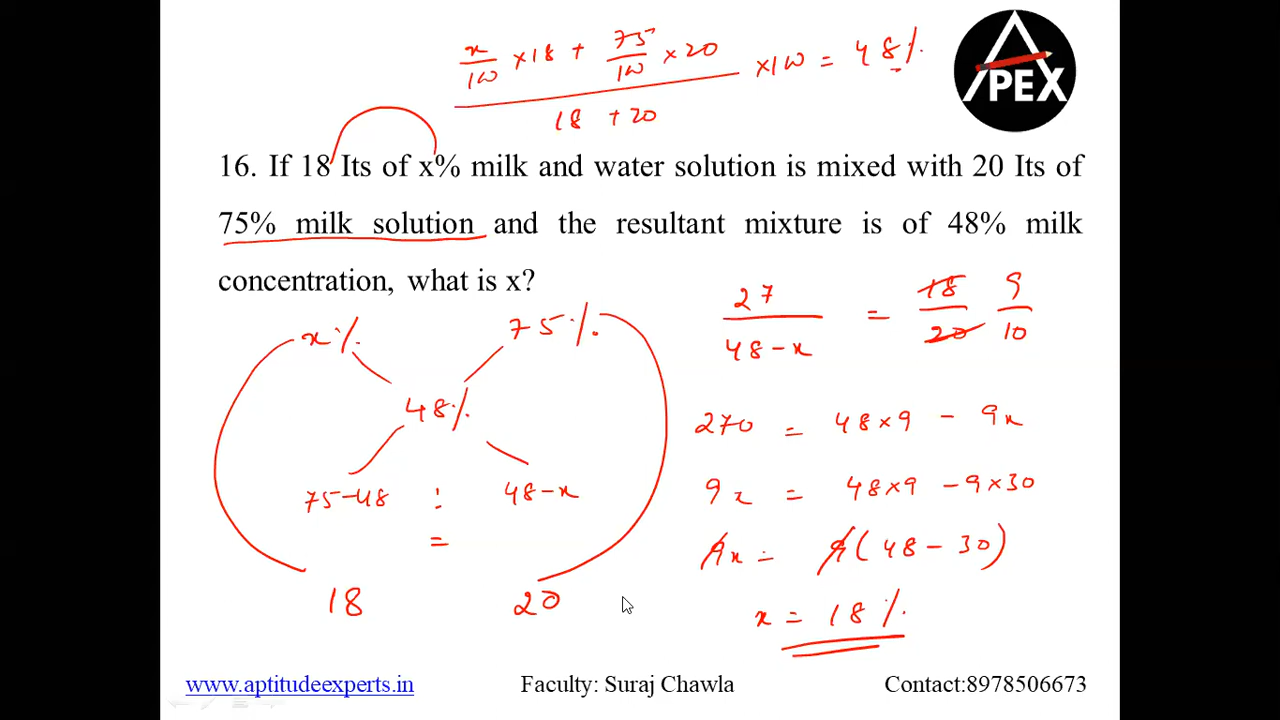 x/100 ×18 + 75/100 ×20
18 +20
×100 = 48%
APEX
16. If 18 Its of x% milk and water solution is mixed with 20 Its of
75% milk solution and the resultant mixture is of 48% milk
concentration, what is x?
x% 75%
48%
75-48 : 48-x
=
18 20
27/48-x = 18/20 9/10
270 = 48×9 - 9x
9x = 48×9 - 9×30
9x = 9(48-30)
x = 18%
www.aptitudeexperts.in Faculty: Suraj Chawla Contact:8978506673